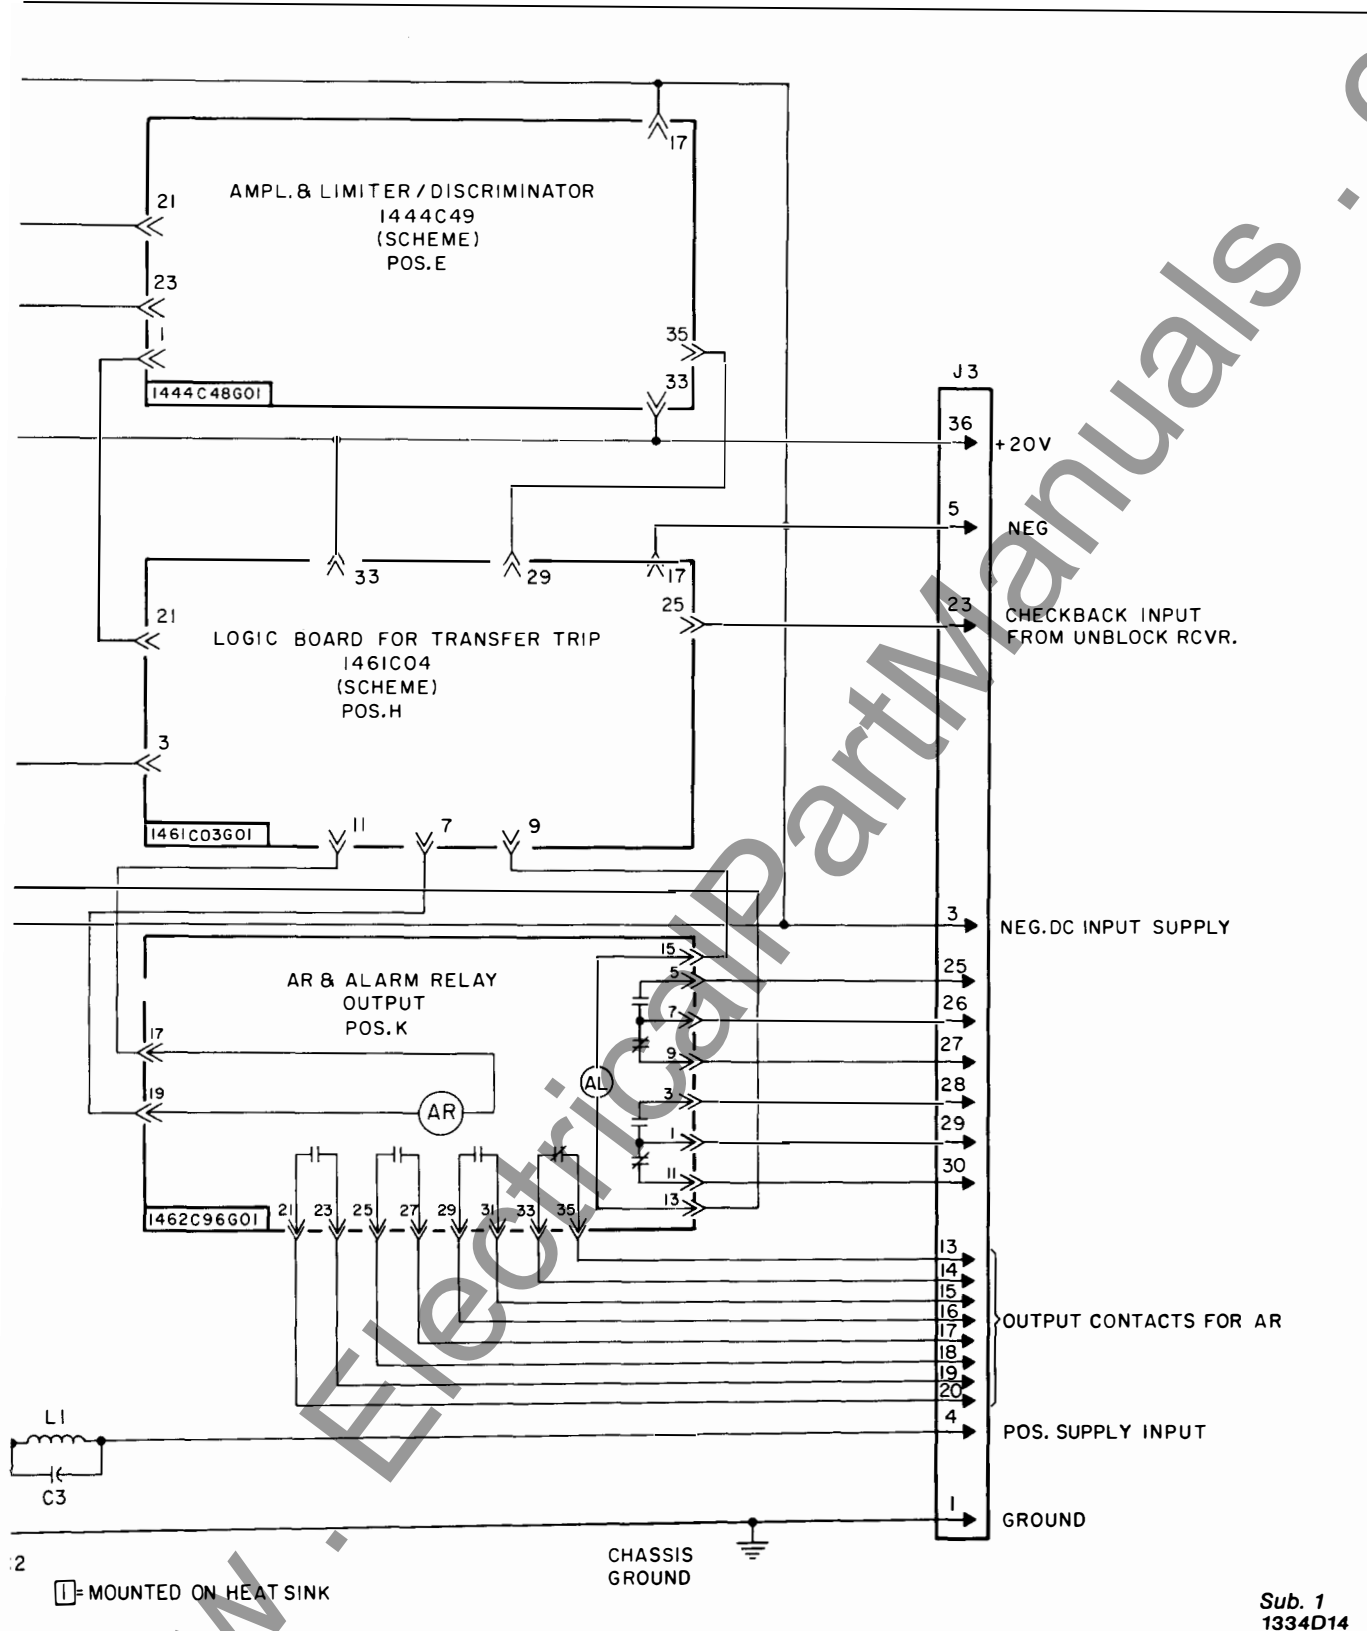 17
AMPL.& LIMITER/DISCRIMINATOR
1444C49
(SCHEME)
POS.E
21
23
1
35
33
1444C48G01
J3
36
+20V
5
NEG
33
29
17
25
23
CHECKBACK INPUT
FROM UNBLOCK RCVR.
21
LOGIC BOARD FOR TRANSFER TRIP
1461C04
(SCHEME)
POS.H
3
1461C03G01
11
7
9
3
NEG.DC INPUT SUPPLY
AR & ALARM RELAY
OUTPUT
POS.K
15
5
25
7
26
17
9
27
19
AR
AL
3
28
1
29
11
30
13
1462C96G01
21
23
25
27
29
31
33
35
13
14
15
16
17
18
19
20
OUTPUT CONTACTS FOR AR
L1
C3
4
POS. SUPPLY INPUT
1
GROUND
CHASSIS
GROUND
1 = MOUNTED ON HEAT SINK
Sub. 1
1334D14
w . ElectricalPartManuals .